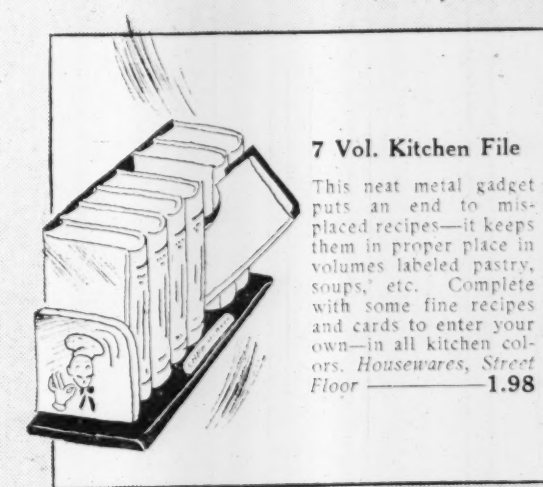 7 Vol. Kitchen File
This neat metal gadget
puts an end to mis-
placed recipes—it keeps
them in proper place in
volumes labeled pastry,
soups, etc. Complete
with some fine recipes
and cards to enter your
own—in all kitchen col-
ors. Housewares, Street
Floor ——————1.98